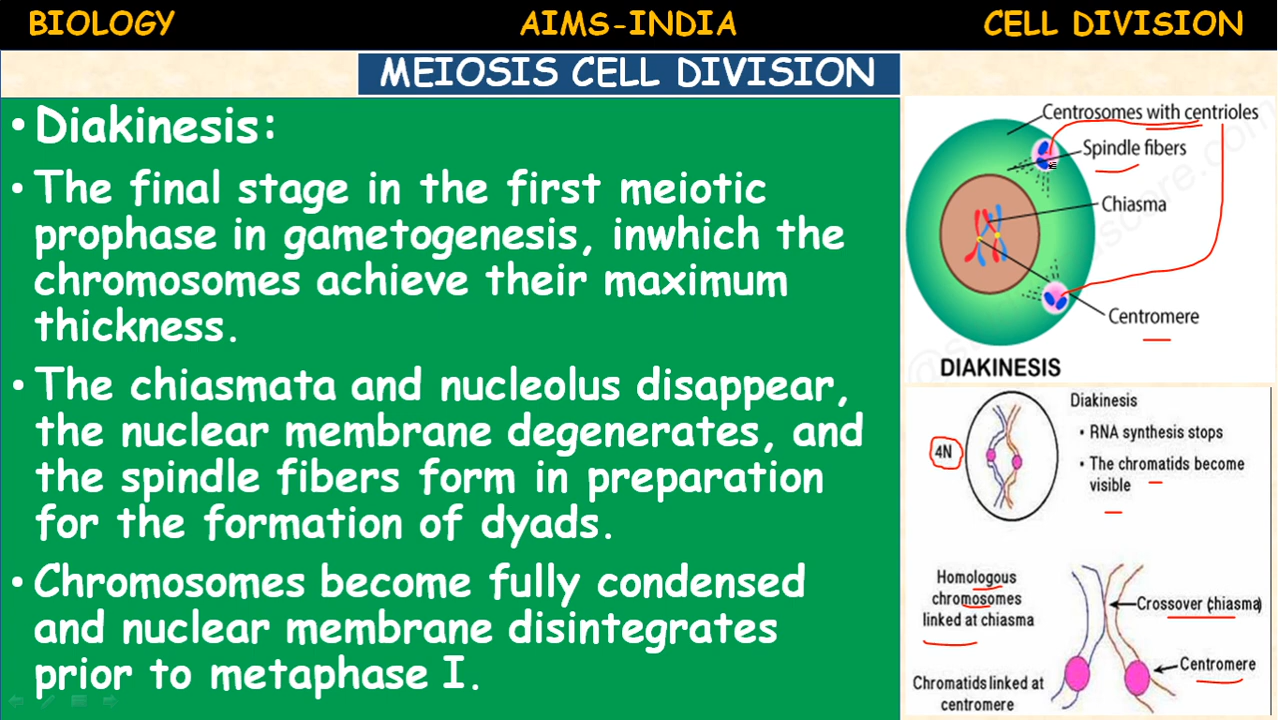 BIOLOGY
AIMS-INDIA
CELL DIVISION
MEIOSIS CELL DIVISION
• Diakinesis:
• The final stage in the first meiotic
prophase in gametogenesis, inwhich the
chromosomes achieve their maximum
thickness.
• The chiasmata and nucleolus disappear,
the nuclear membrane degenerates, and
the spindle fibers form in preparation
for the formation of dyads.
• Chromosomes become fully condensed
and nuclear membrane disintegrates
prior to metaphase I.
Centrosomes with centrioles
Spindle fibers
Chiasma
Centromere
DIAKINESIS
Diakinesis
4N
• RNA synthesis stops
• The chromatids become
visible
Homologous
chromosomes
linked at chiasma
Crossover (chiasma)
Centromere
Chromatids linked at
centromere